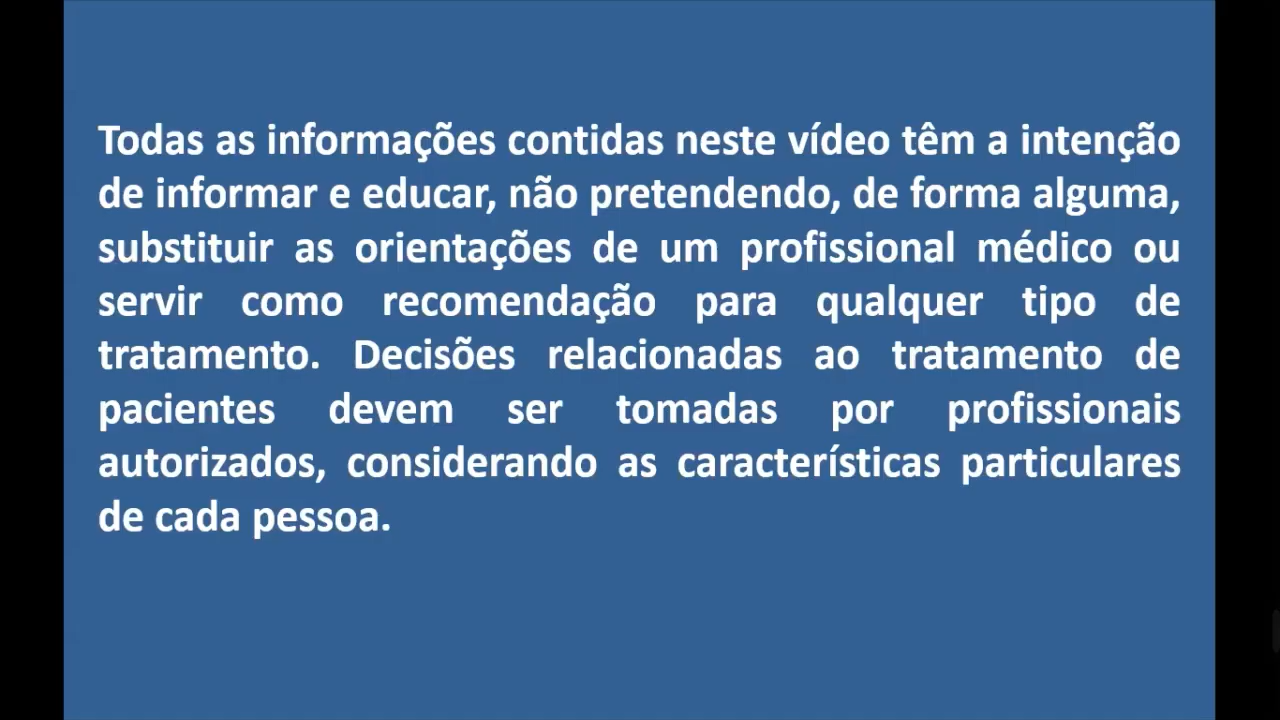 Todas as informações contidas neste vídeo têm a intenção
de informar e educar, não pretendendo, de forma alguma,
substituir as orientações de um profissional médico ou
servir como recomendação para qualquer tipo de
tratamento. Decisões relacionadas ao tratamento de
pacientes devem ser tomadas por profissionais
autorizados, considerando as características particulares
de cada pessoa.